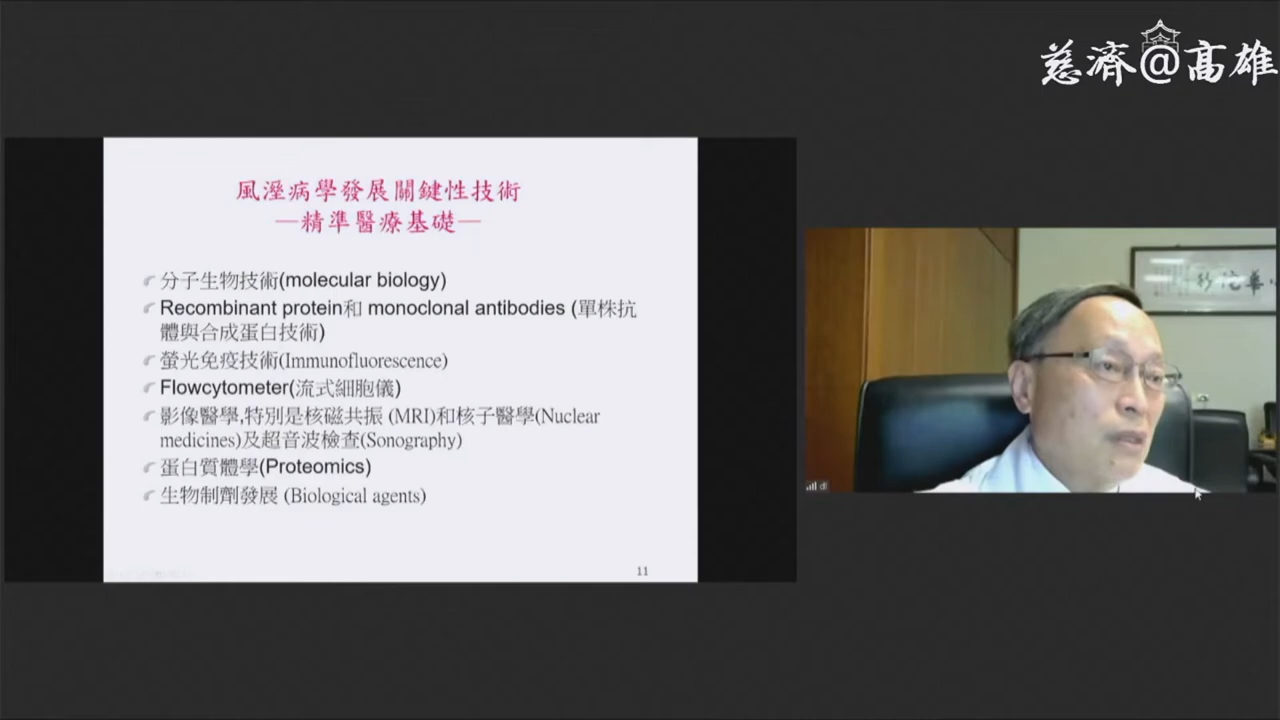 慈濟@高雄
風溼病學發展關鍵性技術
—精準醫療基礎—
分子生物技術(molecular biology)
Recombinant protein和 monoclonal antibodies (單株抗
體與合成蛋白技術)
螢光免疫技術(Immunofluorescence)
Flowcytometer(流式細胞儀)
影像醫學,特別是核磁共振 (MRI)和核子醫學(Nuclear
medicines)及超音波檢查(Sonography)
蛋白質體學(Proteomics)
生物制劑發展 (Biological agents)
11